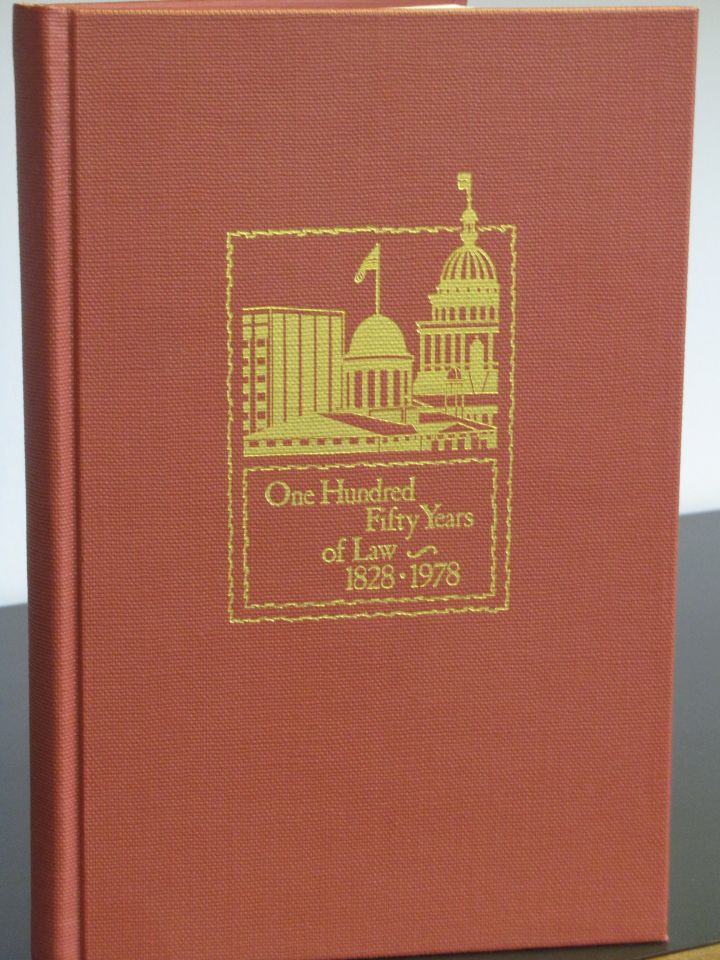 One Hundred
Fifty Years
of Law ~
1828 · 1978